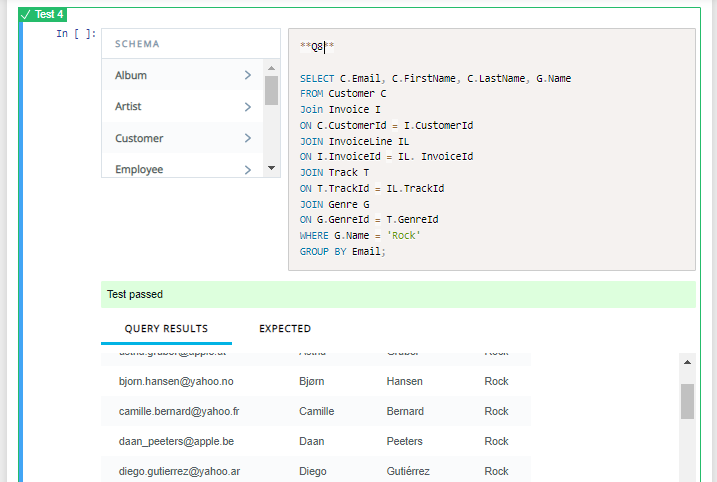 Test 4
In [ ]:
SCHEMA
Album
Artist
Customer
Employee
**Q8**
SELECT C.Email, C.FirstName, C.LastName, G.Name
FROM Customer C
Join Invoice I
ON C.CustomerId = I.CustomerId
JOIN InvoiceLine IL
ON I.InvoiceId = IL. InvoiceId
JOIN Track T
ON T.TrackId = IL.TrackId
JOIN Genre G
ON G.GenreId = T.GenreId
WHERE G.Name = 'Rock'
GROUP BY Email;
Test passed
QUERY RESULTS EXPECTED
bjorn.hansen@yahoo.no Bjørn Hansen Rock
camille.bernard@yahoo.fr Camille Bernard Rock
daan_peeters@apple.be Daan Peeters Rock
diego.gutierrez@yahoo.ar Diego Gutiérrez Rock